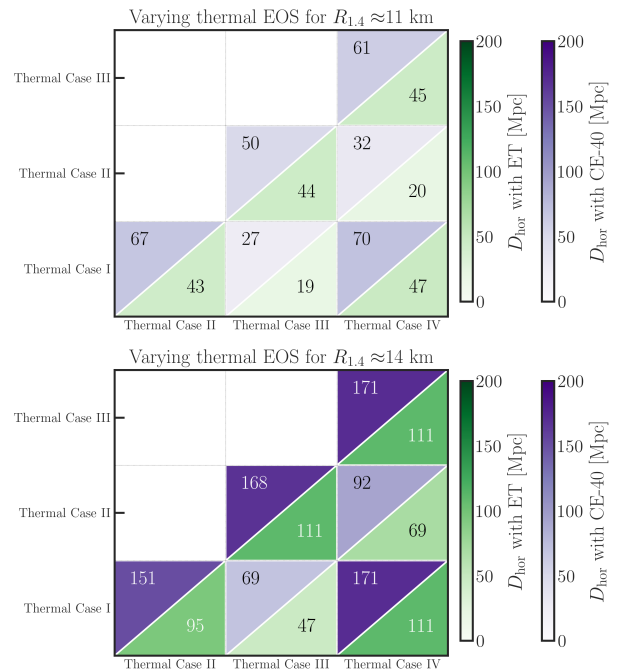 Varying thermal EOS for R₁.₄ ≈11 km
Thermal Case III
61
45
Thermal Case II
50
44
32
20
Thermal Case I
67
43
27
19
70
47
Thermal Case II
Thermal Case III
Thermal Case IV
200
150
100
50
0
D_hor with ET [Mpc]
200
150
100
50
0
D_hor with CE-40 [Mpc]
Varying thermal EOS for R₁.₄ ≈14 km
Thermal Case III
171
111
Thermal Case II
168
111
92
69
Thermal Case I
151
95
69
47
171
111
Thermal Case II
Thermal Case III
Thermal Case IV
200
150
100
50
0
D_hor with ET [Mpc]
200
150
100
50
0
D_hor with CE-40 [Mpc]